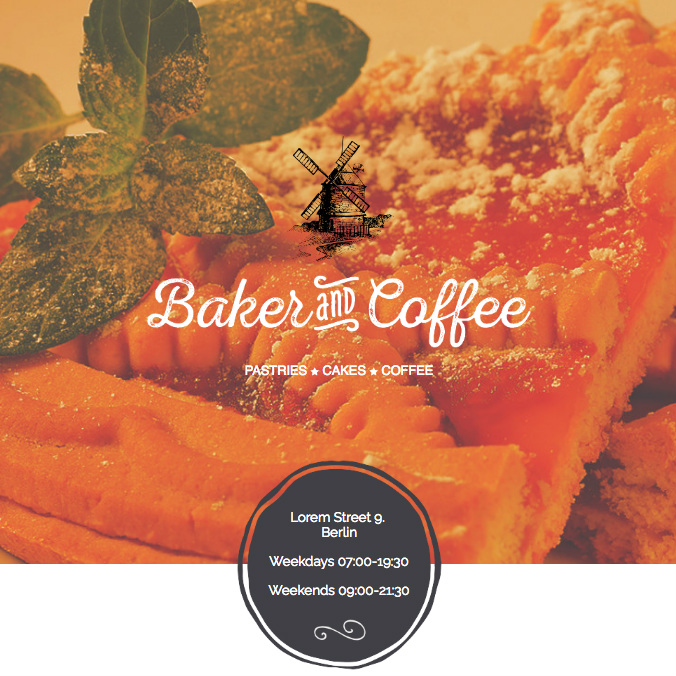 Baker and Coffee
PASTRIES ★ CAKES ★ COFFEE
Lorem Street 9.
Berlin
Weekdays 07:00-19:30
Weekends 09:00-21:30